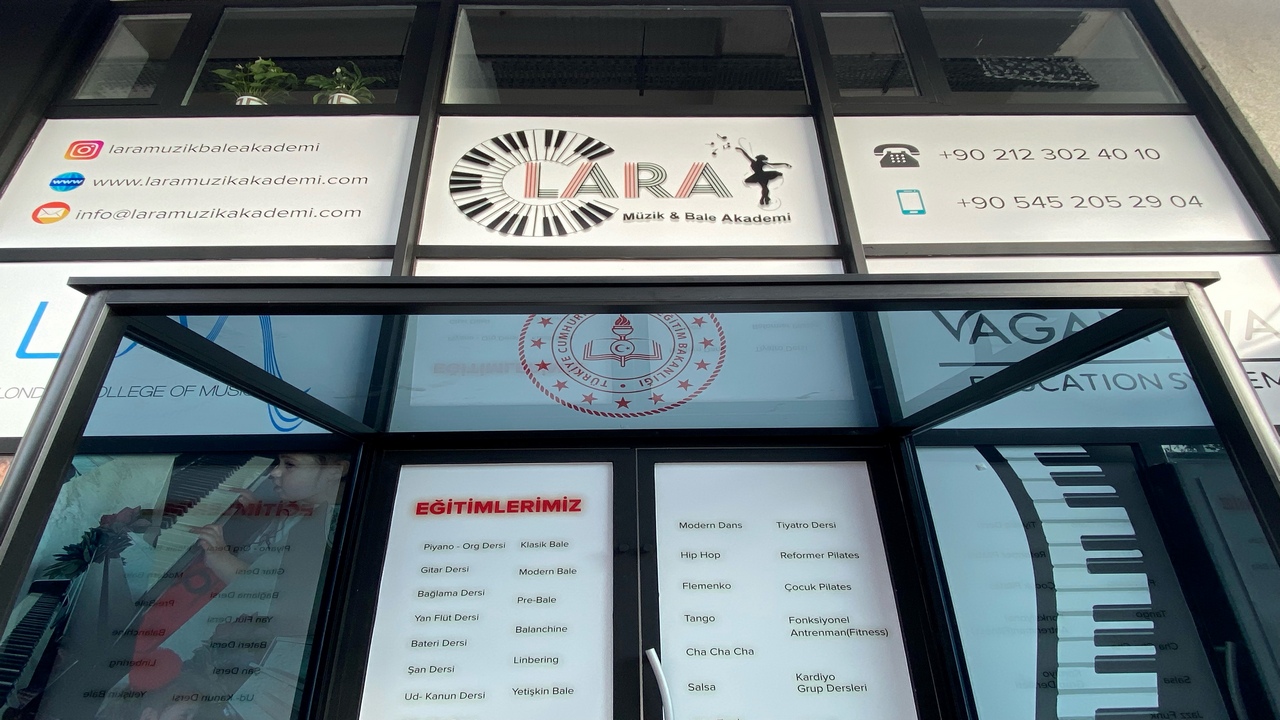 laramuzikbaleakademi
www.laramuzikakademi.com
info@laramuzikakademi.com
LARA
Müzik & Bale Akademi
+90 212 302 40 10
+90 545 205 29 04
COLLEGE OF
TÜRKİYE CUMHUR
BAKANLIĞI
EDUCATION
EĞİTİMLERİMİZ
Piyano - Org Dersi
Gitar Dersi
Bağlama Dersi
Yan Flüt Dersi
Bateri Dersi
Şan Dersi
Ud- Kanun Dersi
Klasik Bale
Modern Bale
Pre-Bale
Balanchine
Linbering
Yetişkin Bale
Modern Dans
Hip Hop
Flemenko
Tango
Cha Cha Cha
Salsa
Tiyatro Dersi
Reformer Pilates
Çocuk Pilates
Fonksiyonel
Antrenman(Fitness)
Kardiyo
Grup Dersleri